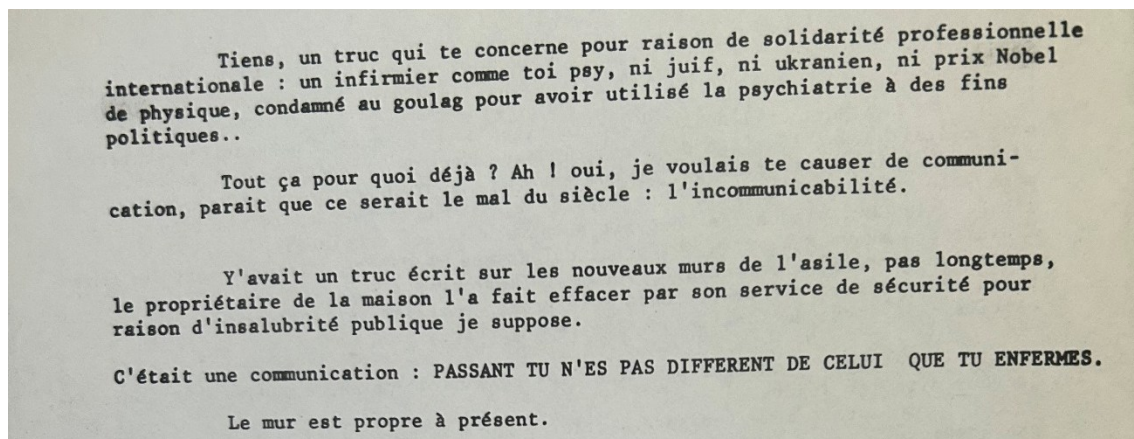 Tiens, un truc qui te concerne pour raison de solidarité professionnelle
internationale : un infirmier comme toi psy, ni juif, ni ukranien, ni prix Nobel
de physique, condamné au goulag pour avoir utilisé la psychiatrie à des fins
politiques..
Tout ça pour quoi déjà ? Ah ! oui, je voulais te causer de communi-
cation, parait que ce serait le mal du siècle : l'incommunicabilité.
Y'avait un truc écrit sur les nouveaux murs de l'asile, pas longtemps,
le propriétaire de la maison l'a fait effacer par son service de sécurité pour
raison d'insalubrité publique je suppose.
C'était une communication : PASSANT TU N'ES PAS DIFFERENT DE CELUI QUE TU ENFERMES.
Le mur est propre à présent.